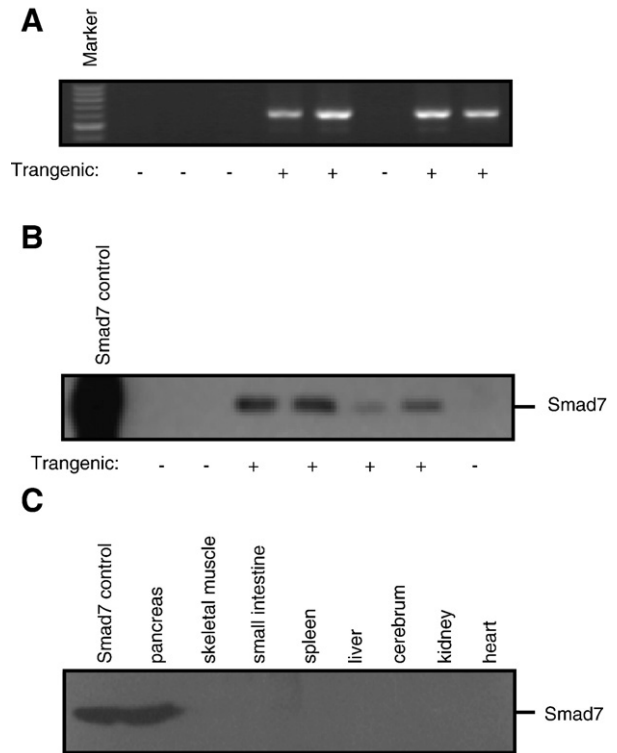 A
Marker
Trangenic: - - - + + - + +
B
Smad7 control
Smad7
Trangenic: - - + + + + -
C
Smad7 control
pancreas
skeletal muscle
small intestine
spleen
liver
cerebrum
kidney
heart
Smad7